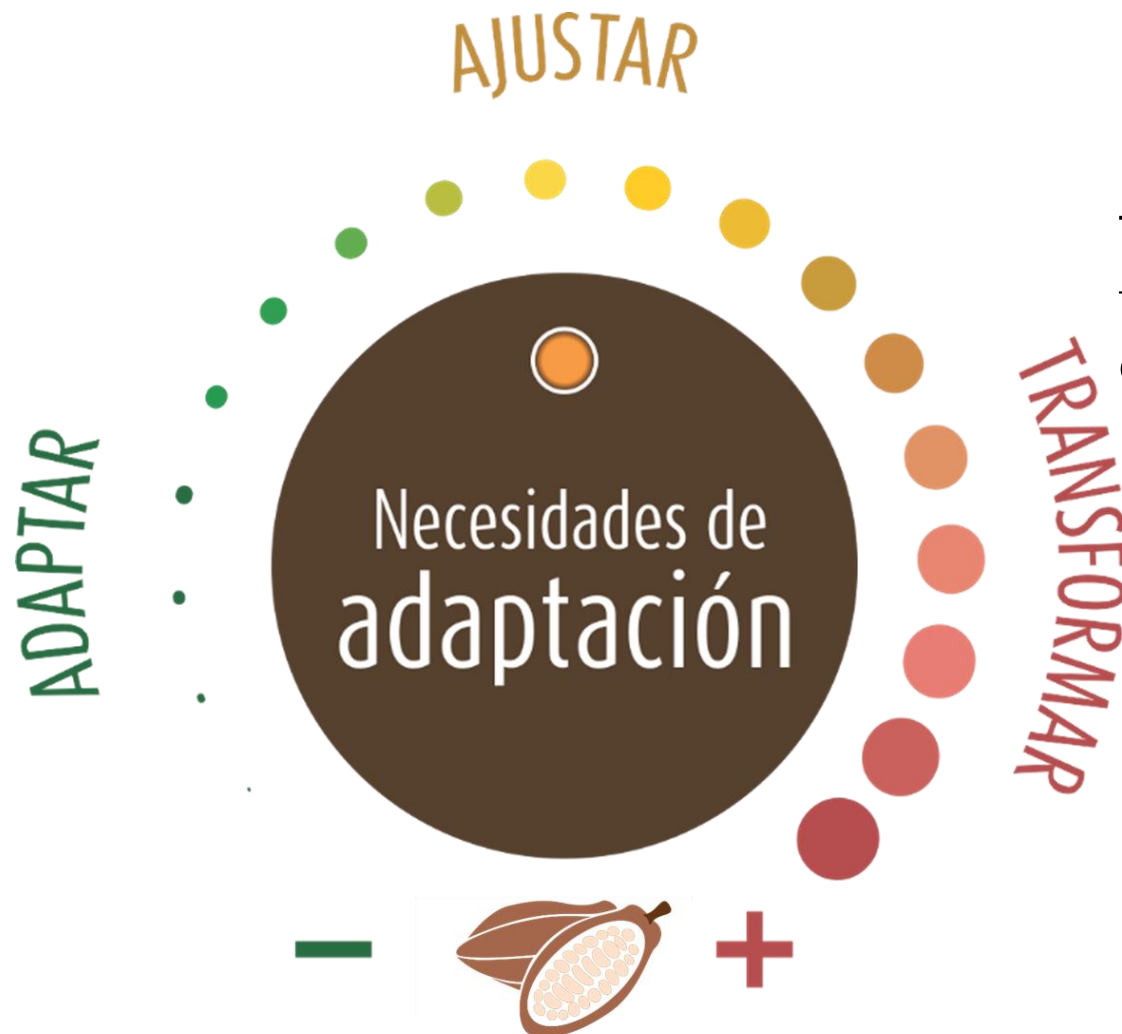 AJUSTAR
ADAPTAR
TRANSFORMAR
Necesidades de
adaptación
− +